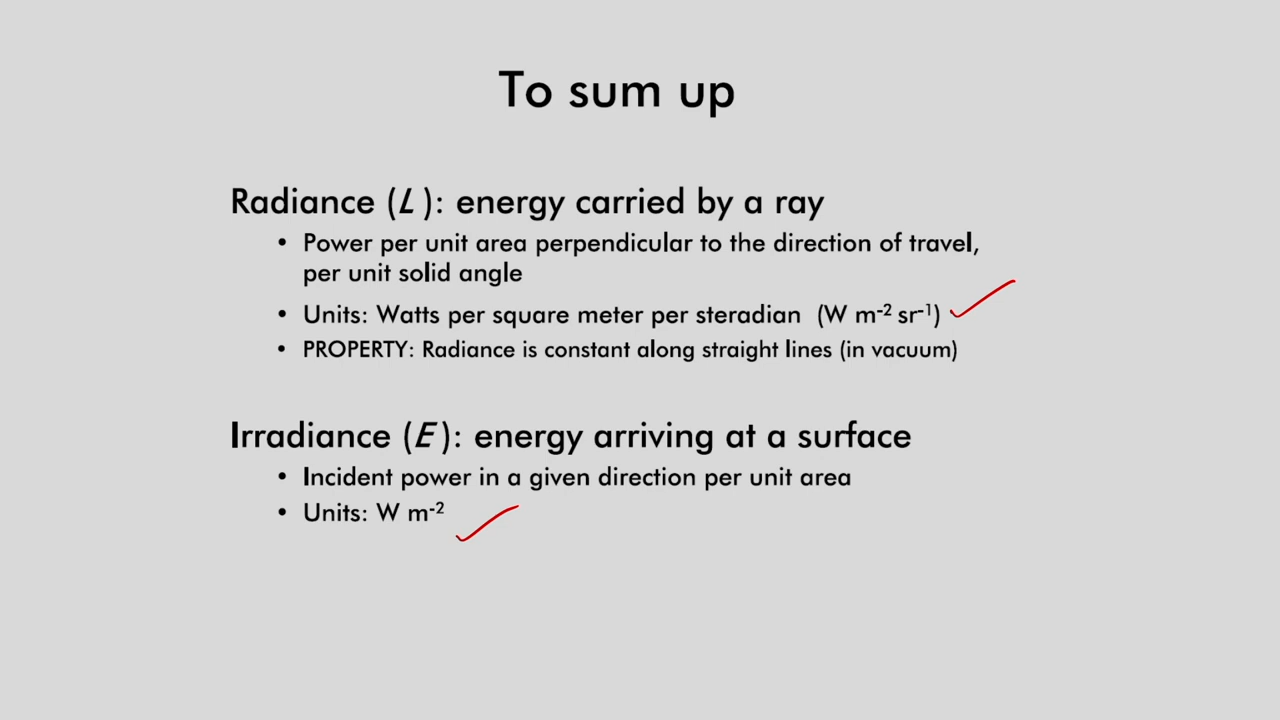 To sum up
Radiance (L): energy carried by a ray
• Power per unit area perpendicular to the direction of travel,
per unit solid angle
• Units: Watts per square meter per steradian (W m⁻² sr⁻¹)
• PROPERTY: Radiance is constant along straight lines (in vacuum)
Irradiance (E): energy arriving at a surface
• Incident power in a given direction per unit area
• Units: W m⁻²